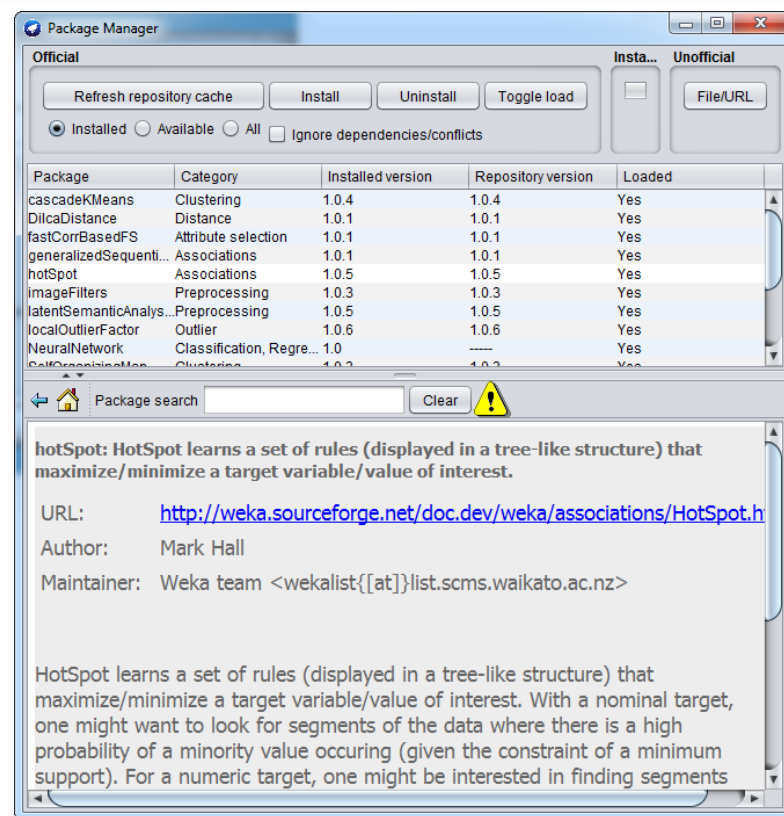 Package Manager
Official Insta... Unofficial
Refresh repository cache Install Uninstall Toggle load File/URL
Installed Available All Ignore dependencies/conflicts
Package Category Installed version Repository version Loaded
cascadeKMeans Clustering 1.0.4 1.0.4 Yes
DilcaDistance Distance 1.0.1 1.0.1 Yes
fastCorrBasedFS Attribute selection 1.0.1 1.0.1 Yes
generalizedSequenti... Associations 1.0.1 1.0.1 Yes
hotSpot Associations 1.0.5 1.0.5 Yes
imageFilters Preprocessing 1.0.3 1.0.3 Yes
latentSemanticAnalys... Preprocessing 1.0.5 1.0.5 Yes
localOutlierFactor Outlier 1.0.6 1.0.6 Yes
NeuralNetwork Classification, Regre... 1.0 ----- Yes
SelfOrganizingMap Clustering 1.0.2 1.0.2 Yes
Package search Clear
hotSpot: HotSpot learns a set of rules (displayed in a tree-like structure) that
maximize/minimize a target variable/value of interest.
URL: http://weka.sourceforge.net/doc.dev/weka/associations/HotSpot.h
Author: Mark Hall
Maintainer: Weka team <wekalist{[at]}list.scms.waikato.ac.nz>
HotSpot learns a set of rules (displayed in a tree-like structure) that
maximize/minimize a target variable/value of interest. With a nominal target,
one might want to look for segments of the data where there is a high
probability of a minority value occuring (given the constraint of a minimum
support). For a numeric target, one might be interested in finding segments